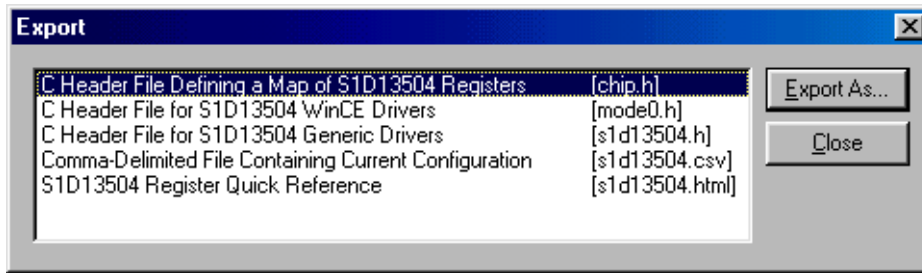 Export
C Header File Defining a Map of S1D13504 Registers [chip.h]
C Header File for S1D13504 WinCE Drivers [mode0.h]
C Header File for S1D13504 Generic Drivers [s1d13504.h]
Comma-Delimited File Containing Current Configuration [s1d13504.csv]
S1D13504 Register Quick Reference [s1d13504.html]
Export As...
Close